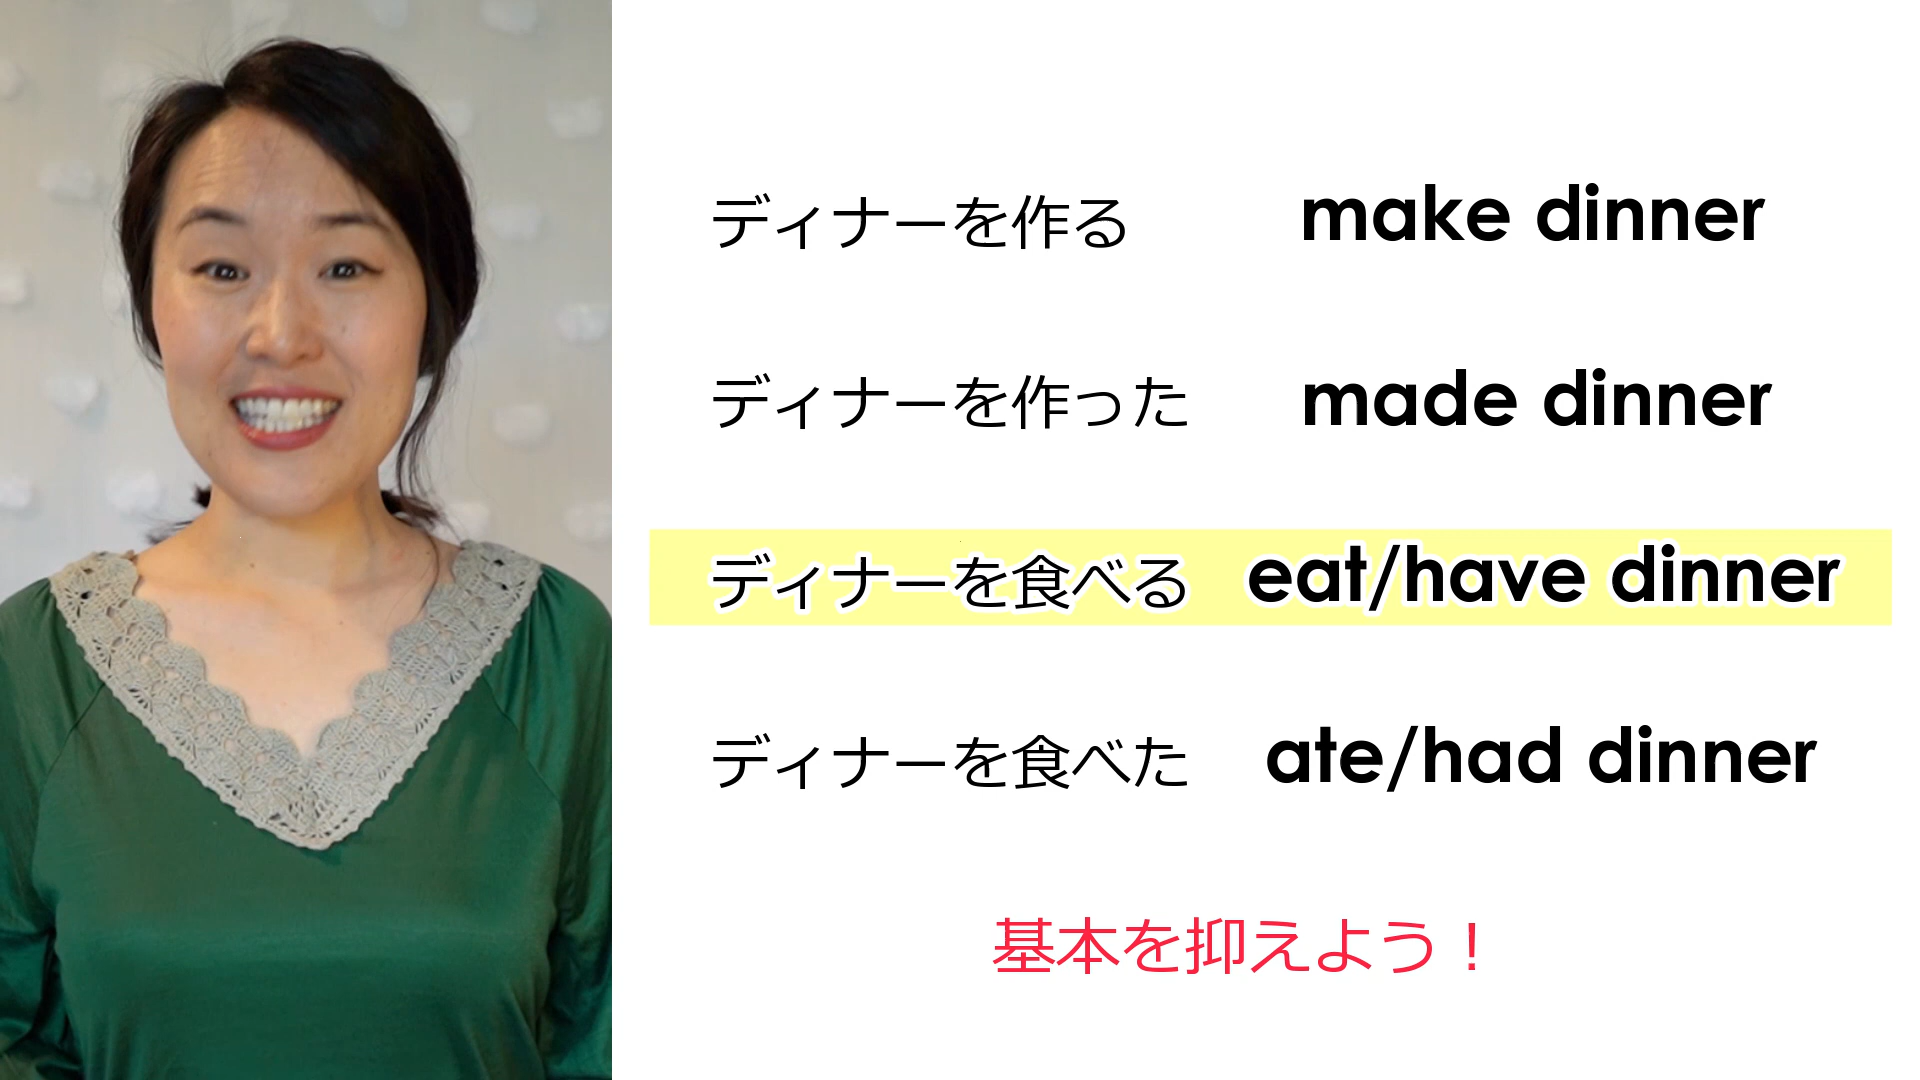 ディナーを作る make dinner
ディナーを作った made dinner
ディナーを食べる eat/have dinner
ディナーを食べた ate/had dinner
基本を抑えよう！